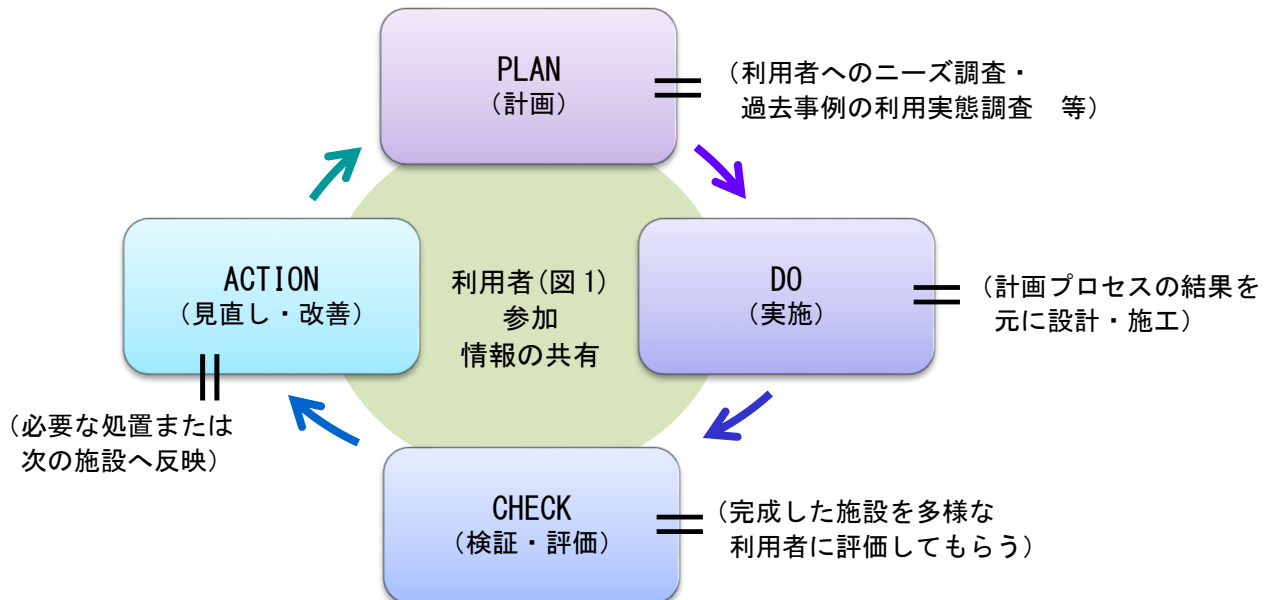 PLAN
(計画)
(利用者へのニーズ調査・
過去事例の利用実態調査　等)
ACTION
(見直し・改善)
利用者(図1)
参加
情報の共有
DO
(実施)
(計画プロセスの結果を
元に設計・施工)
(必要な処置または
次の施設へ反映)
CHECK
(検証・評価)
(完成した施設を多様な
利用者に評価してもらう)